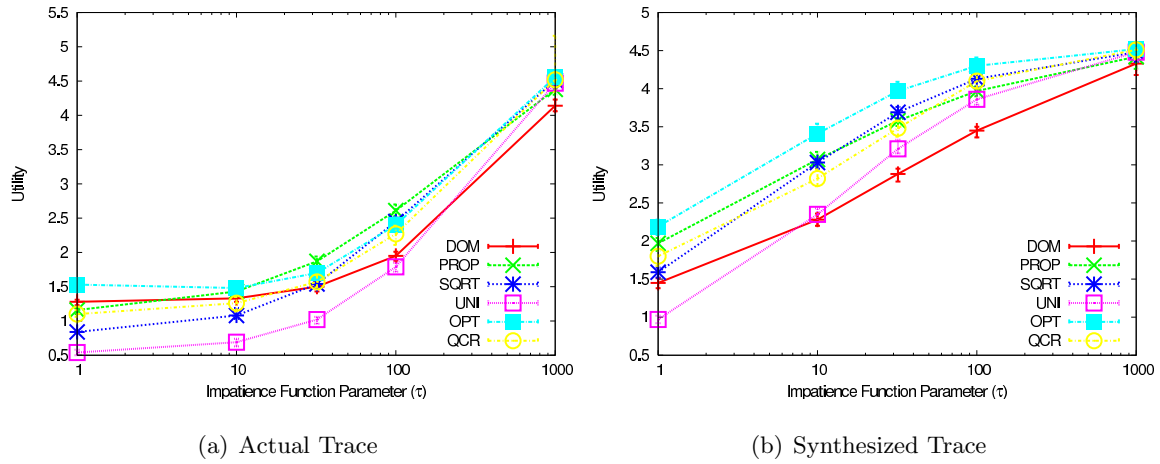 5.5
5
4.5
4
3.5
3
2.5
2
1.5
1
0.5
Utility
DOM
PROP
SQRT
UNI
OPT
QCR
1 10 100 1000
Impatience Function Parameter (τ)
(a) Actual Trace
5
4.5
4
3.5
3
2.5
2
1.5
1
0.5
Utility
DOM
PROP
SQRT
UNI
OPT
QCR
1 10 100 1000
Impatience Function Parameter (τ)
(b) Synthesized Trace